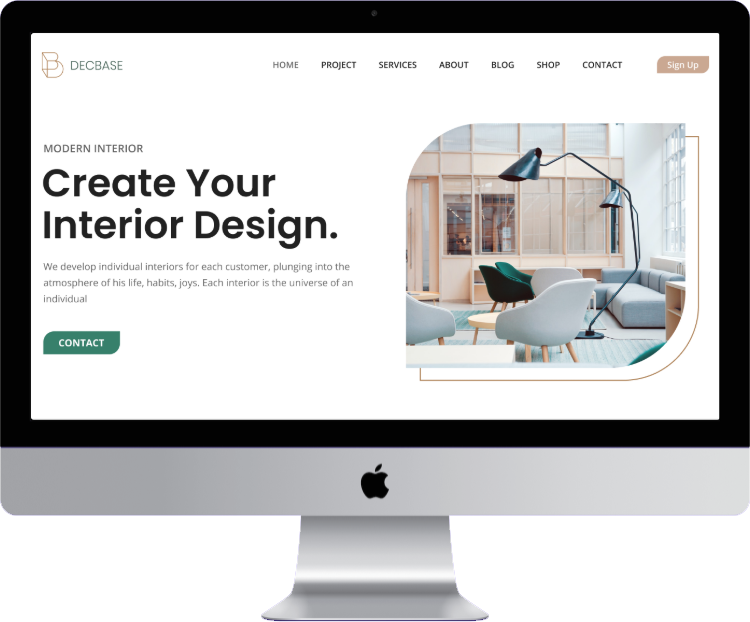 DECBASE
HOME PROJECT SERVICES ABOUT BLOG SHOP CONTACT Sign Up
MODERN INTERIOR
Create Your
Interior Design.
We develop individual interiors for each customer, plunging into the
atmosphere of his life, habits, joys. Each interior is the universe of an
individual
CONTACT